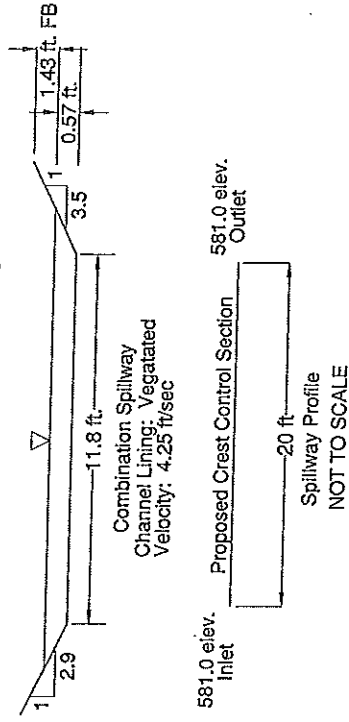 1.43 ft. FB
0.57 ft.
1
3.5
1
2.9
11.8 ft.
Combination Spillway
Channel Lining: Vegatated
Velocity: 4.25 ft/sec
581.0 elev.
Inlet
Proposed Crest Control Section
581.0 elev.
Outlet
20 ft
Spillway Profile
NOT TO SCALE